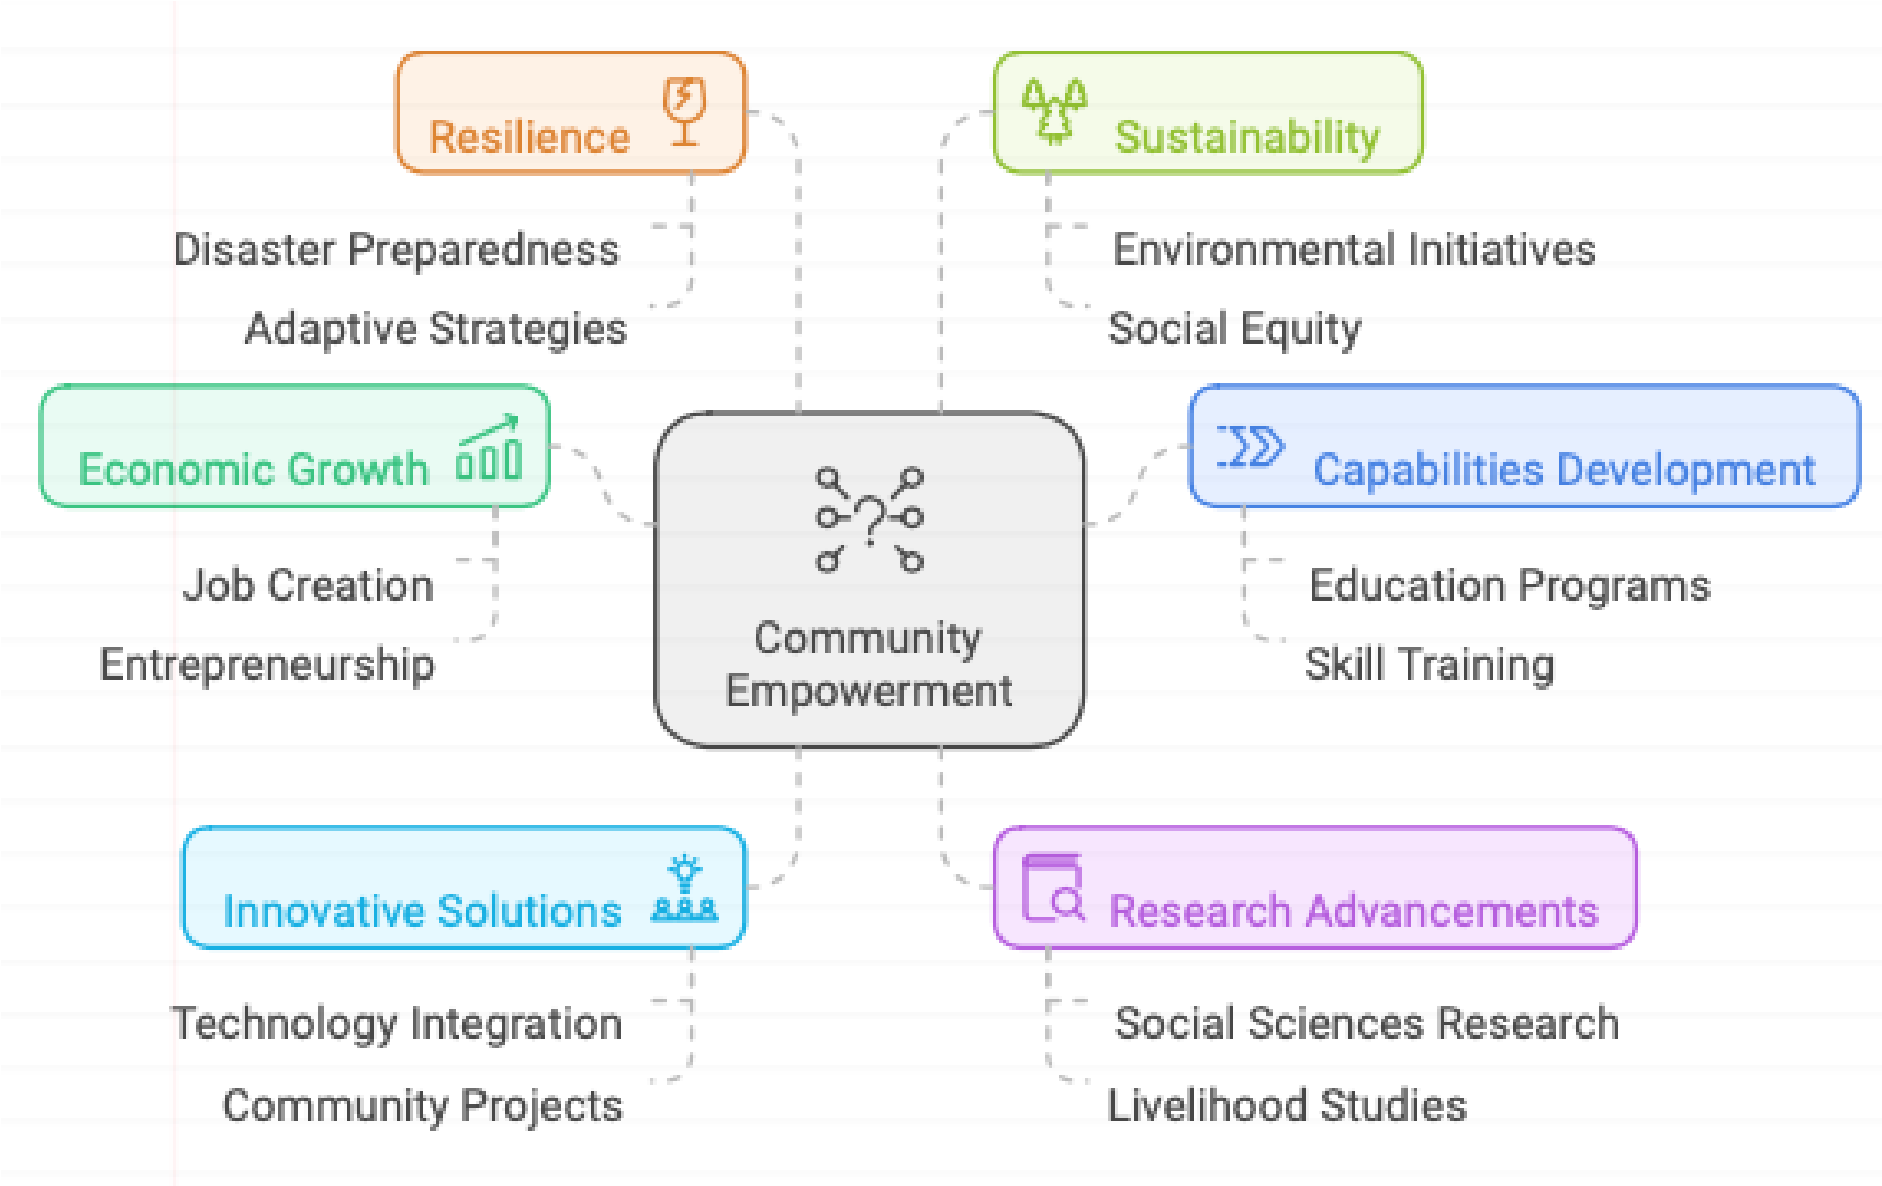 Resilience
Disaster Preparedness
Adaptive Strategies
Sustainability
Environmental Initiatives
Social Equity
Economic Growth
Job Creation
Entrepreneurship
Community
Empowerment
Capabilities Development
Education Programs
Skill Training
Innovative Solutions
Technology Integration
Community Projects
Research Advancements
Social Sciences Research
Livelihood Studies